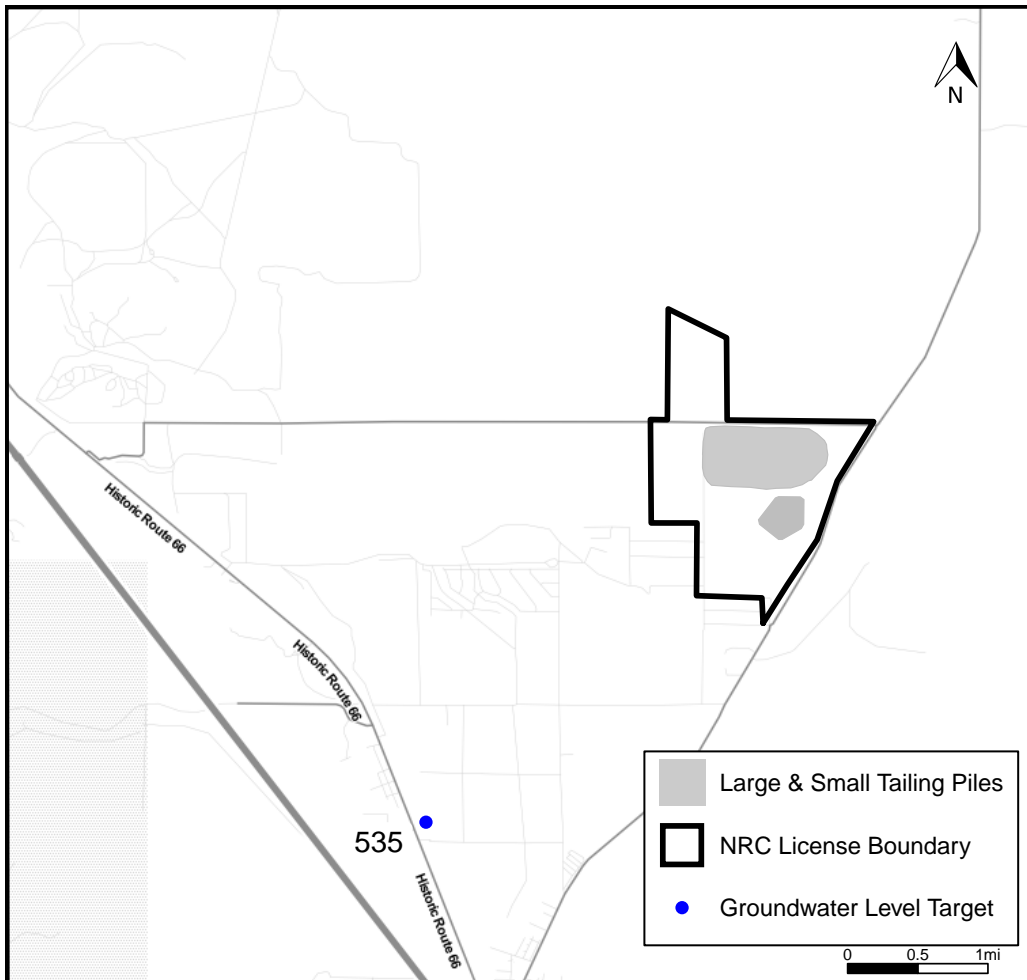 N
Historic Route 66
Historic Route 66
535
Historic Route 66
Large & Small Tailing Piles
NRC License Boundary
Groundwater Level Target
0 0.5 1mi